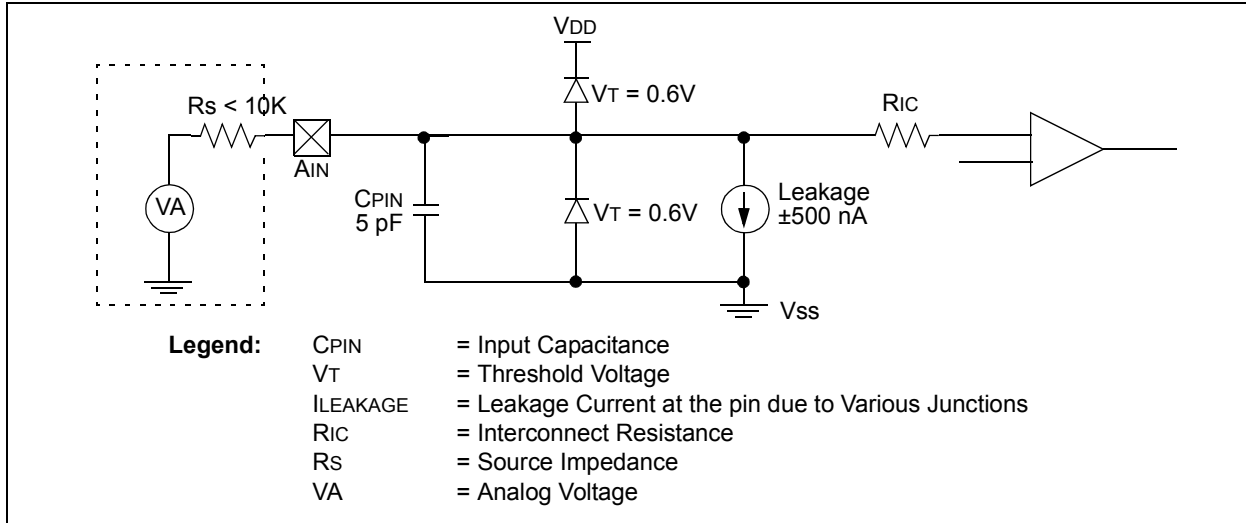 VDD
VT = 0.6V
RS < 10K
RIC
AIN
VA
CPIN
5 pF
VT = 0.6V
Leakage
±500 nA
VSS
Legend:
CPIN = Input Capacitance
VT = Threshold Voltage
ILEAKAGE = Leakage Current at the pin due to Various Junctions
RIC = Interconnect Resistance
RS = Source Impedance
VA = Analog Voltage